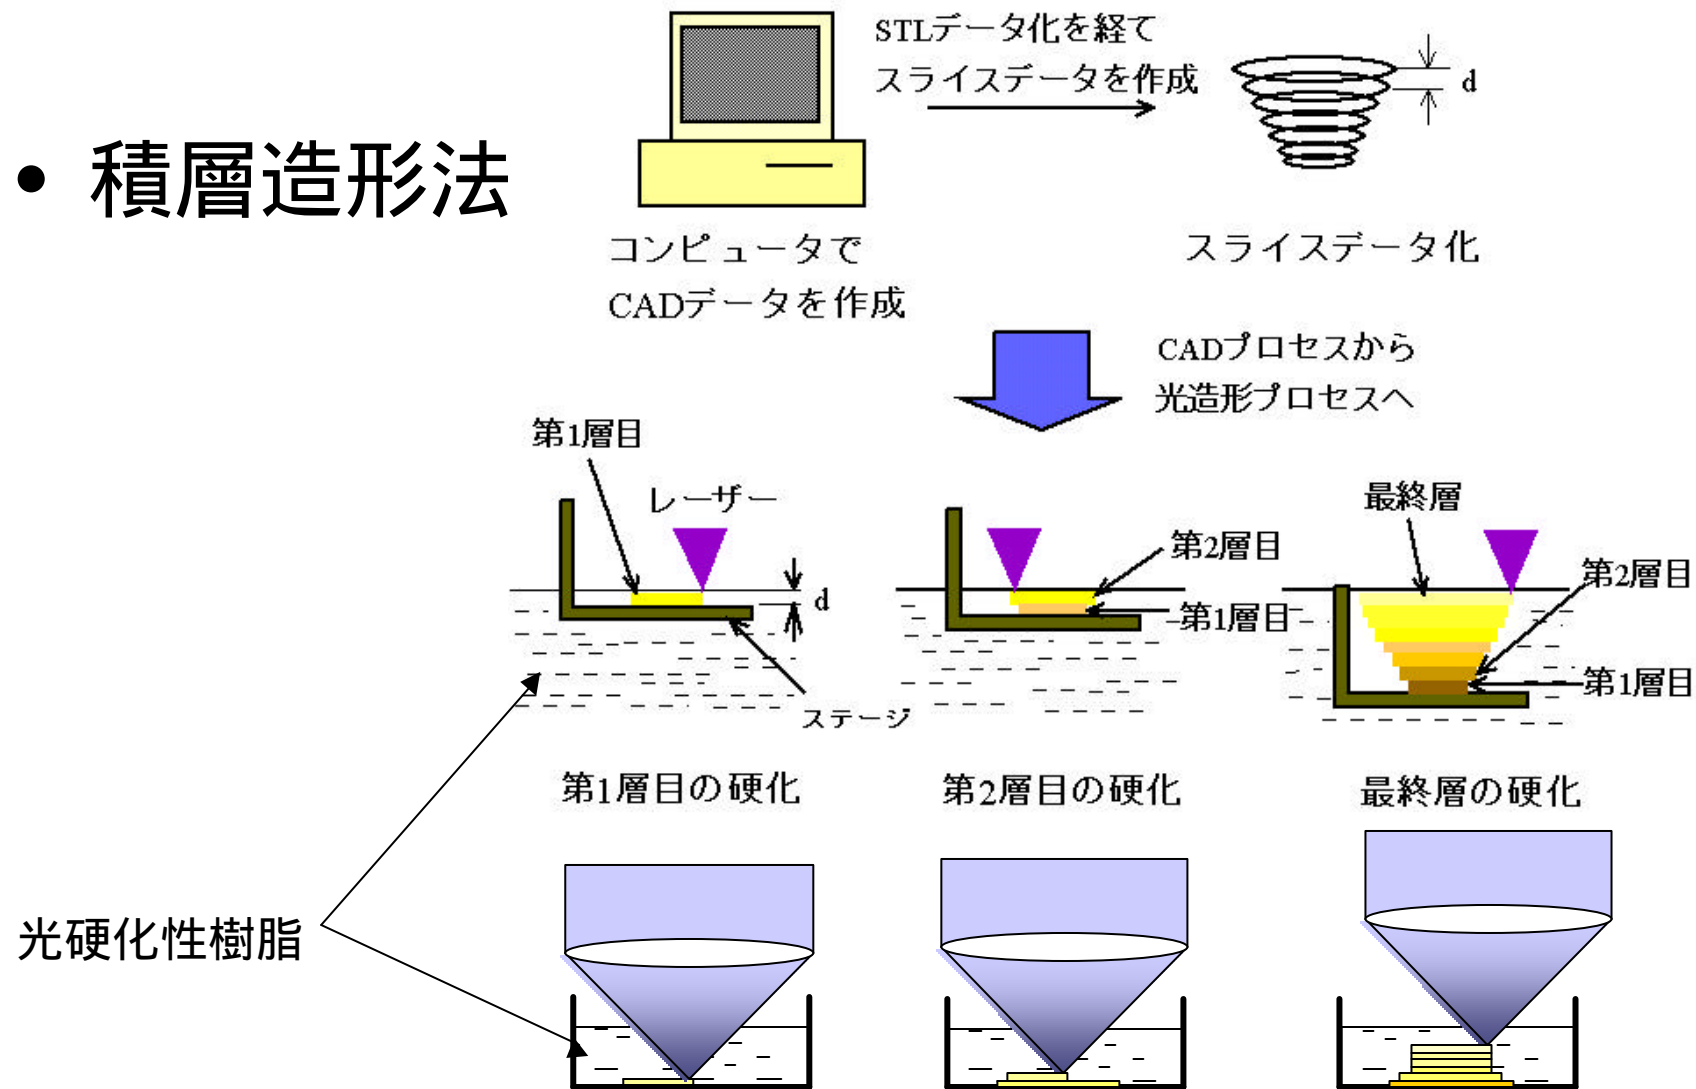 • 積層造形法
STLデータ化を経て
スライスデータを作成
d
コンピュータで
CADデータを作成
スライスデータ化
CADプロセスから
光造形プロセスへ
第1層目
レーザー
d
ステージ
第2層目
第1層目
最終層
第2層目
第1層目
第1層目の硬化
第2層目の硬化
最終層の硬化
光硬化性樹脂